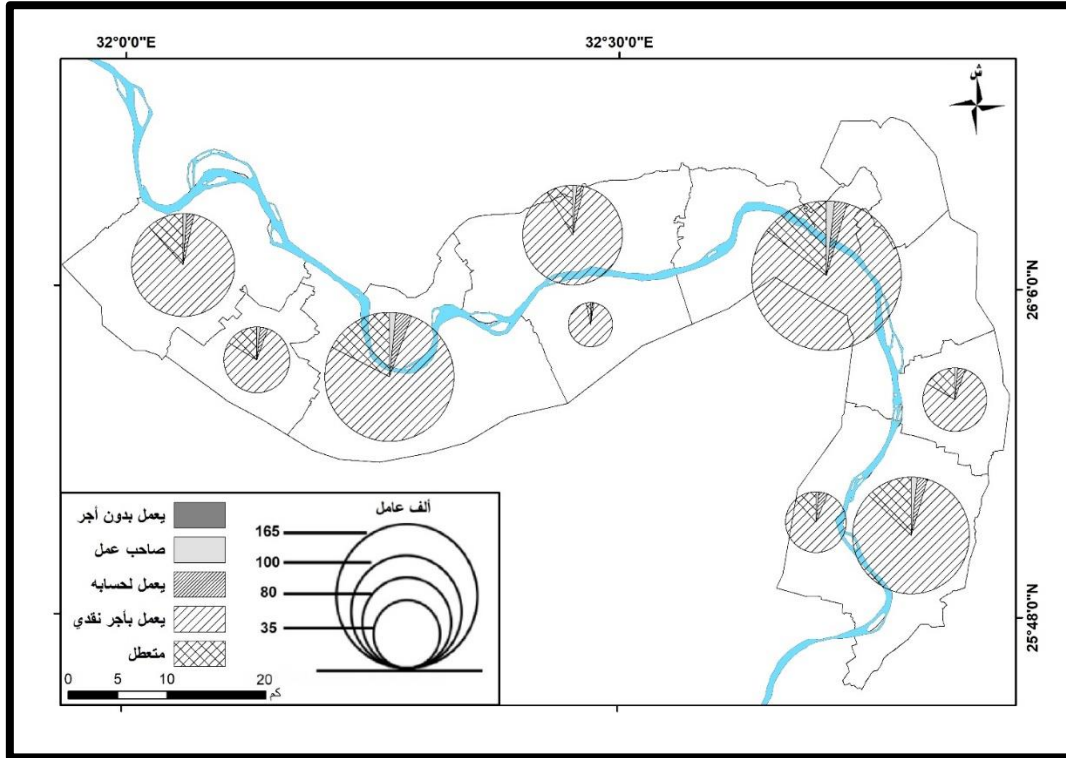 32°0'0"E
32°30'0"E
ش
26°6'0"N
25°48'0"N
يعمل بدون أجر
صاحب عمل
يعمل لحسابه
يعمل بأجر نقدي
متعطل
ألف عامل
165
100
80
35
0 5 10 20
كم